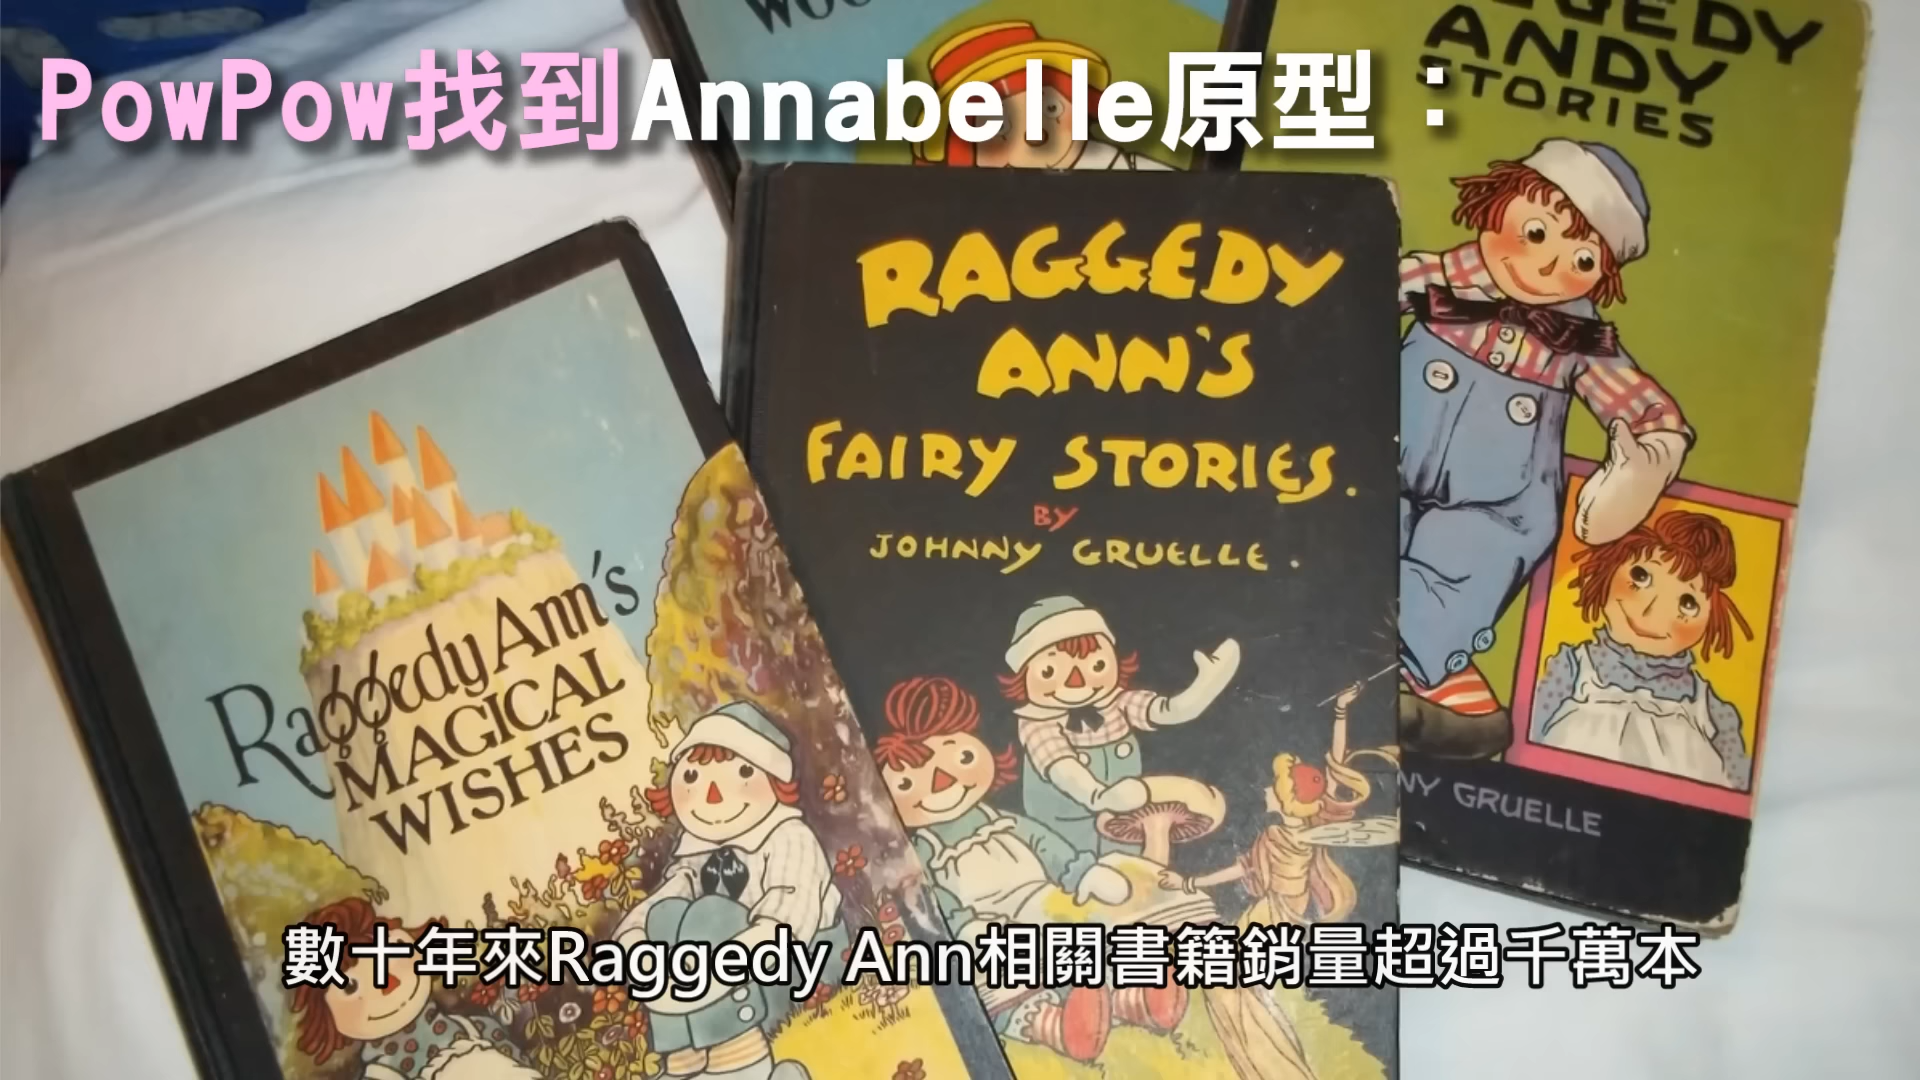 PowPow找到Annabelle原型：
ANDY
STORIES
RAGGEDY
ANN'S
FAIRY STORIES.
BY
JOHNNY GRUELLE.
Raggedy Ann's
MAGICAL
WISHES
GRUELLE
數十年來Raggedy Ann相關書籍銷量超過千萬本